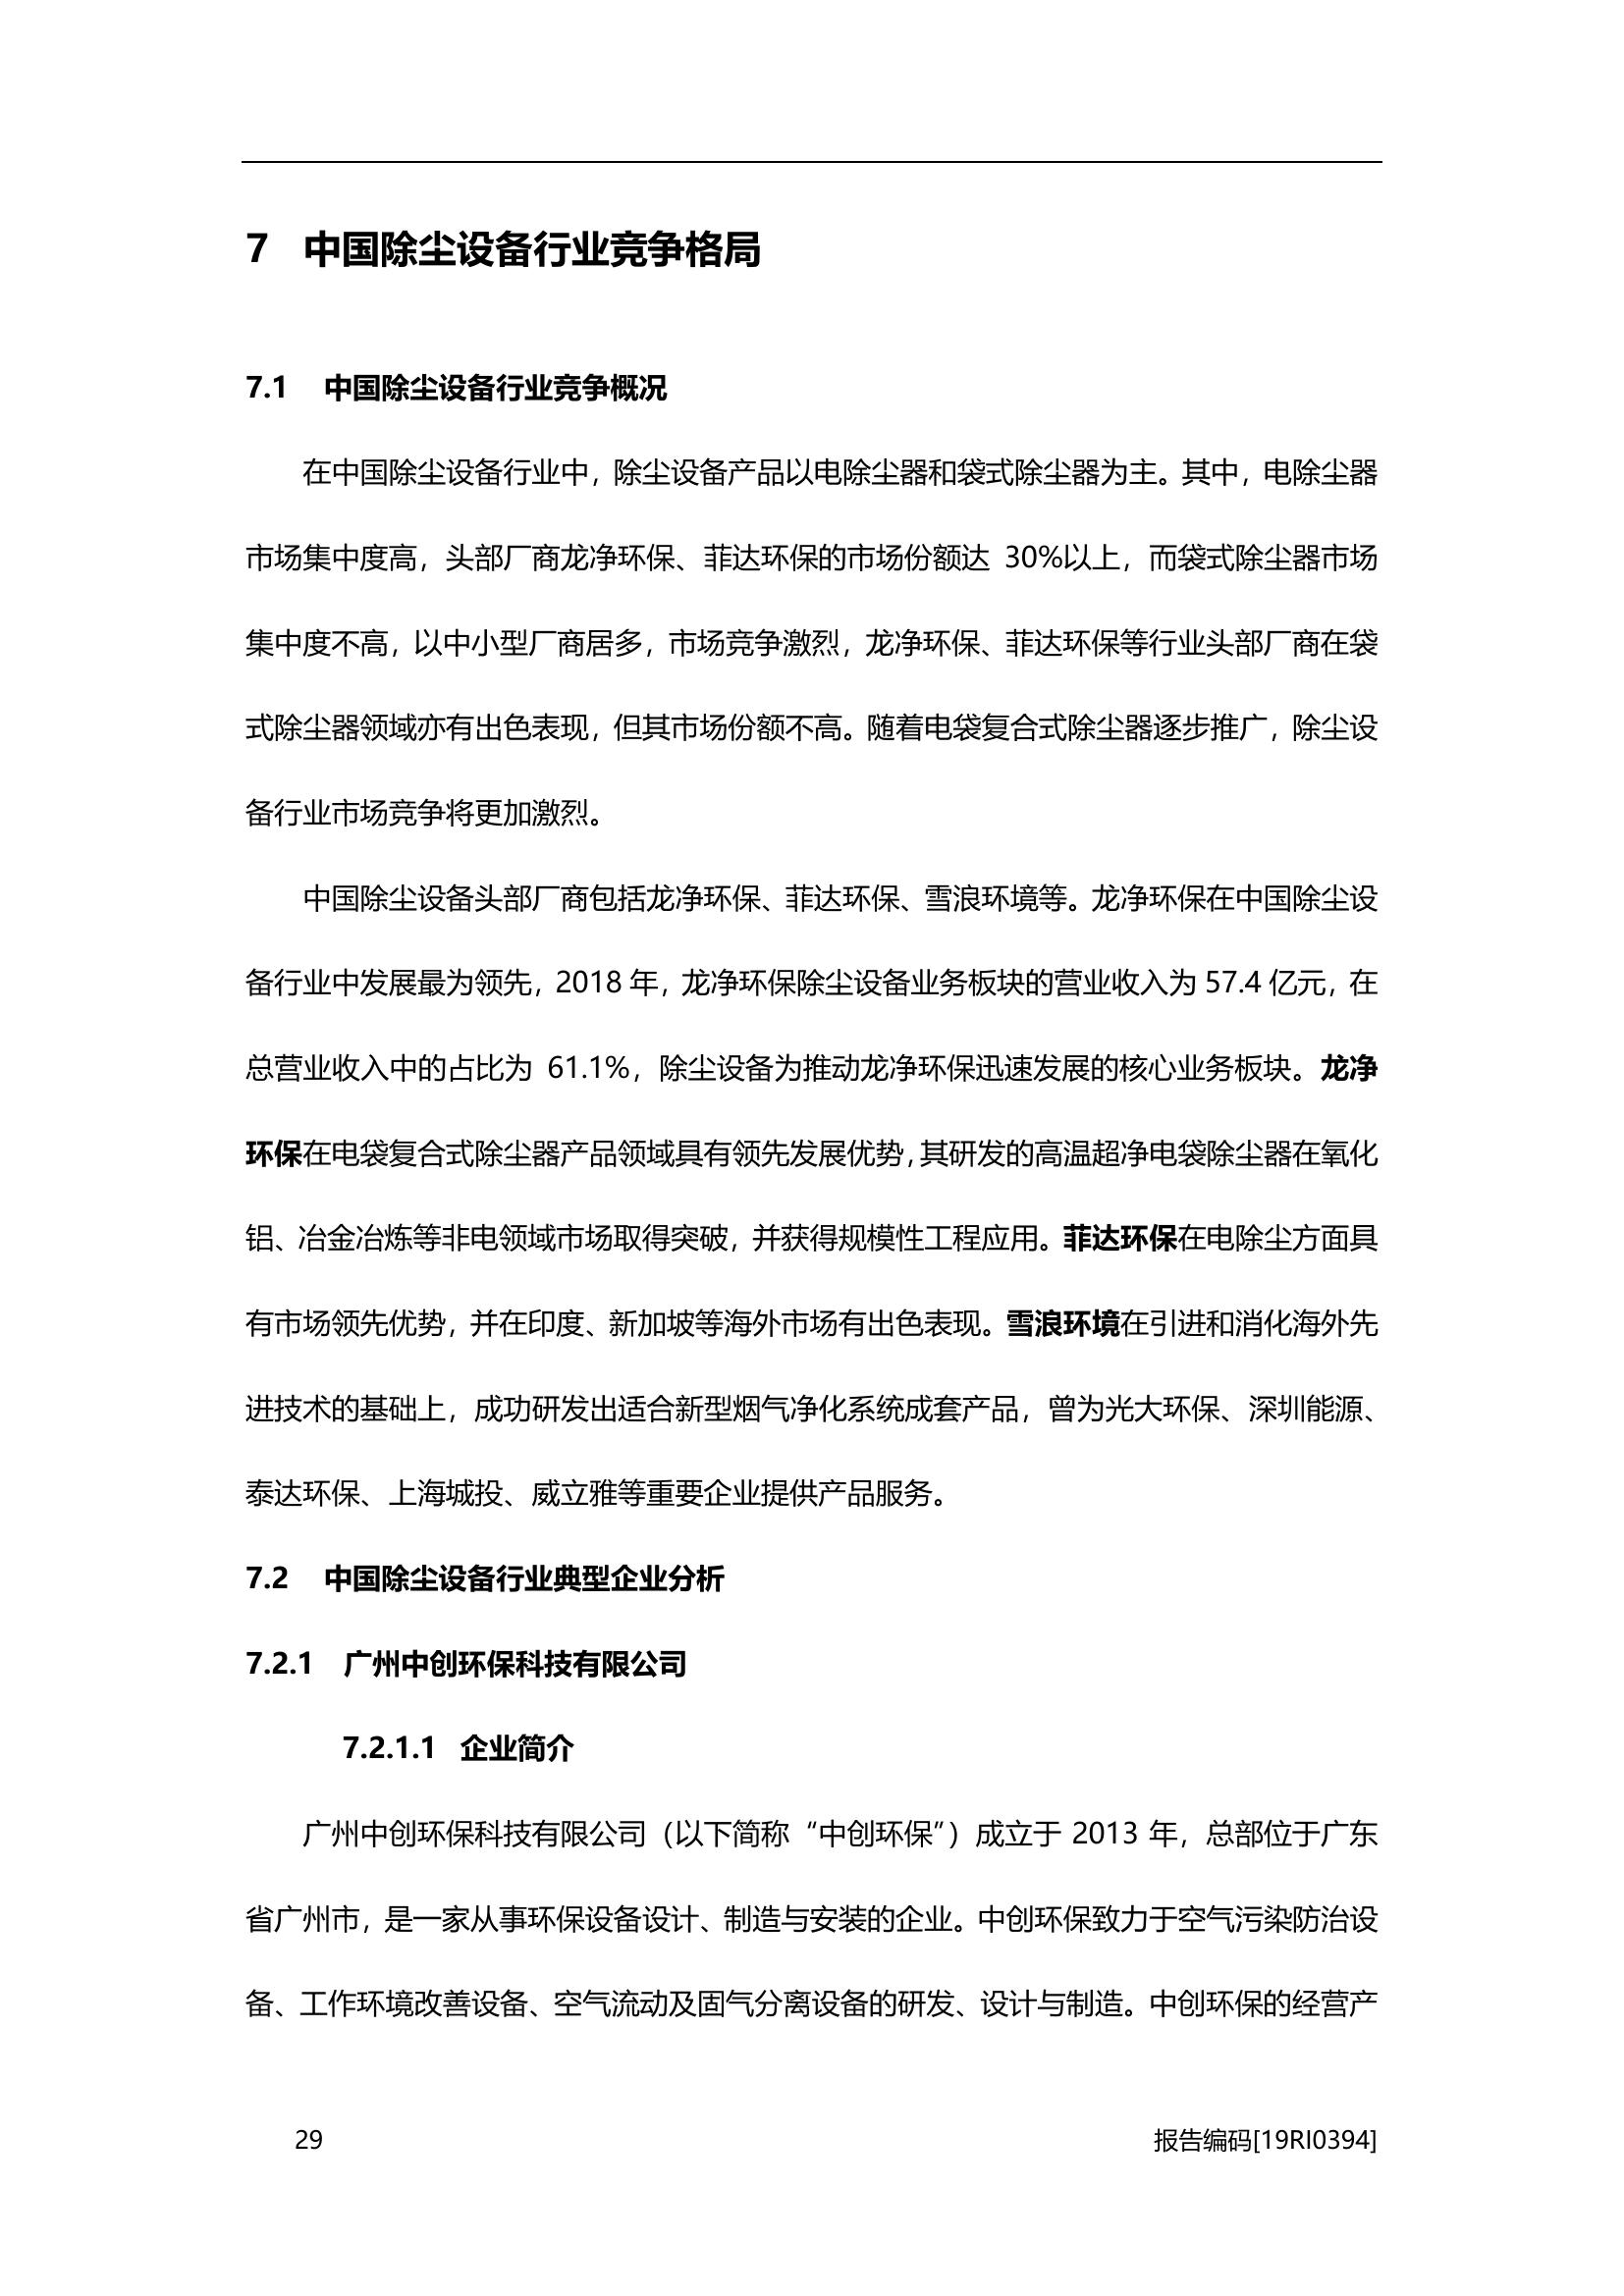 7 中国除尘设备行业竞争格局
7.1 中国除尘设备行业竞争概况
在中国除尘设备行业中，除尘设备产品以电除尘器和袋式除尘器为主。其中，电除尘器
市场集中度高，头部厂商龙净环保、菲达环保的市场份额达 30%以上，而袋式除尘器市场
集中度不高，以中小型厂商居多，市场竞争激烈，龙净环保、菲达环保等行业头部厂商在袋
式除尘器领域亦有出色表现，但其市场份额不高。随着电袋复合式除尘器逐步推广，除尘设
备行业市场竞争将更加激烈。
中国除尘设备头部厂商包括龙净环保、菲达环保、雪浪环境等。龙净环保在中国除尘设
备行业中发展最为领先，2018 年，龙净环保除尘设备业务板块的营业收入为 57.4 亿元，在
总营业收入中的占比为 61.1%，除尘设备为推动龙净环保迅速发展的核心业务板块。龙净
环保在电袋复合式除尘器产品领域具有领先发展优势，其研发的高温超净电袋除尘器在氧化
铝、冶金冶炼等非电领域市场取得突破，并获得规模性工程应用。菲达环保在电除尘方面具
有市场领先优势，并在印度、新加坡等海外市场有出色表现。雪浪环境在引进和消化海外先
进技术的基础上，成功研发出适合新型烟气净化系统成套产品，曾为光大环保、深圳能源、
泰达环保、上海城投、威立雅等重要企业提供产品服务。
7.2 中国除尘设备行业典型企业分析
7.2.1 广州中创环保科技有限公司
7.2.1.1 企业简介
广州中创环保科技有限公司（以下简称“中创环保”）成立于 2013 年，总部位于广东
省广州市，是一家从事环保设备设计、制造与安装的企业。中创环保致力于空气污染防治设
备、工作环境改善设备、空气流动及固气分离设备的研发、设计与制造。中创环保的经营产
29 报告编码[19RI0394]